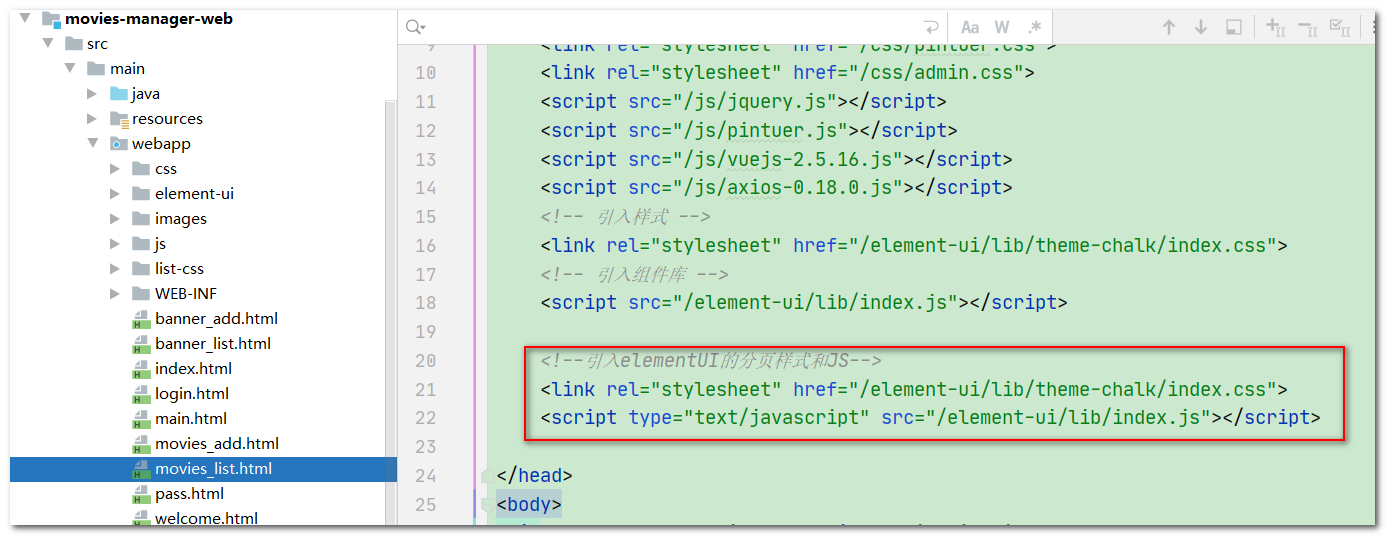 movies-manager-web
src
main
java
resources
webapp
css
element-ui
images
js
list-css
WEB-INF
banner_add.html
banner_list.html
index.html
login.html
main.html
movies_add.html
movies_list.html
pass.html
welcome.html
Aa W .*
9 <link rel="stylesheet" href="/css/pintuer.css">
10 <link rel="stylesheet" href="/css/admin.css">
11 <script src="/js/jquery.js"></script>
12 <script src="/js/pintuer.js"></script>
13 <script src="/js/vuejs-2.5.16.js"></script>
14 <script src="/js/axios-0.18.0.js"></script>
15 <!-- 引入样式 -->
16 <link rel="stylesheet" href="/element-ui/lib/theme-chalk/index.css">
17 <!-- 引入组件库 -->
18 <script src="/element-ui/lib/index.js"></script>
19
20 <!--引入elementUI的分页样式和JS-->
21 <link rel="stylesheet" href="/element-ui/lib/theme-chalk/index.css">
22 <script type="text/javascript" src="/element-ui/lib/index.js"></script>
23
24 </head>
25 <body>